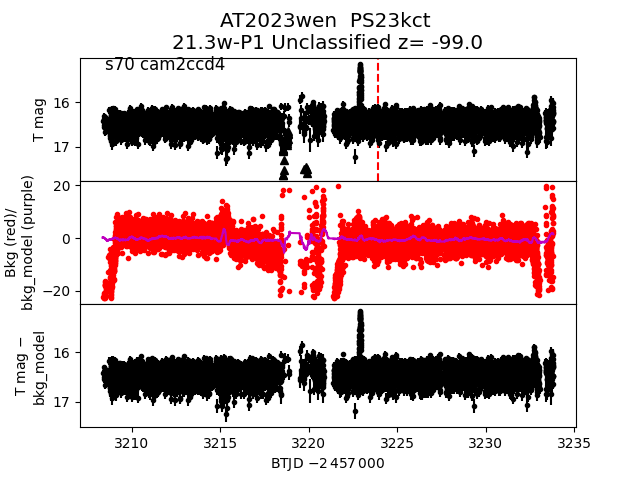 AT2023wen PS23kct
21.3w-P1 Unclassified z= -99.0
s70 cam2ccd4
T mag
16
17
Bkg (red)/
bkg_model (purple)
20
0
−20
T mag −
bkg_model
16
17
3210 3215 3220 3225 3230 3235
BTJD −2 457 000